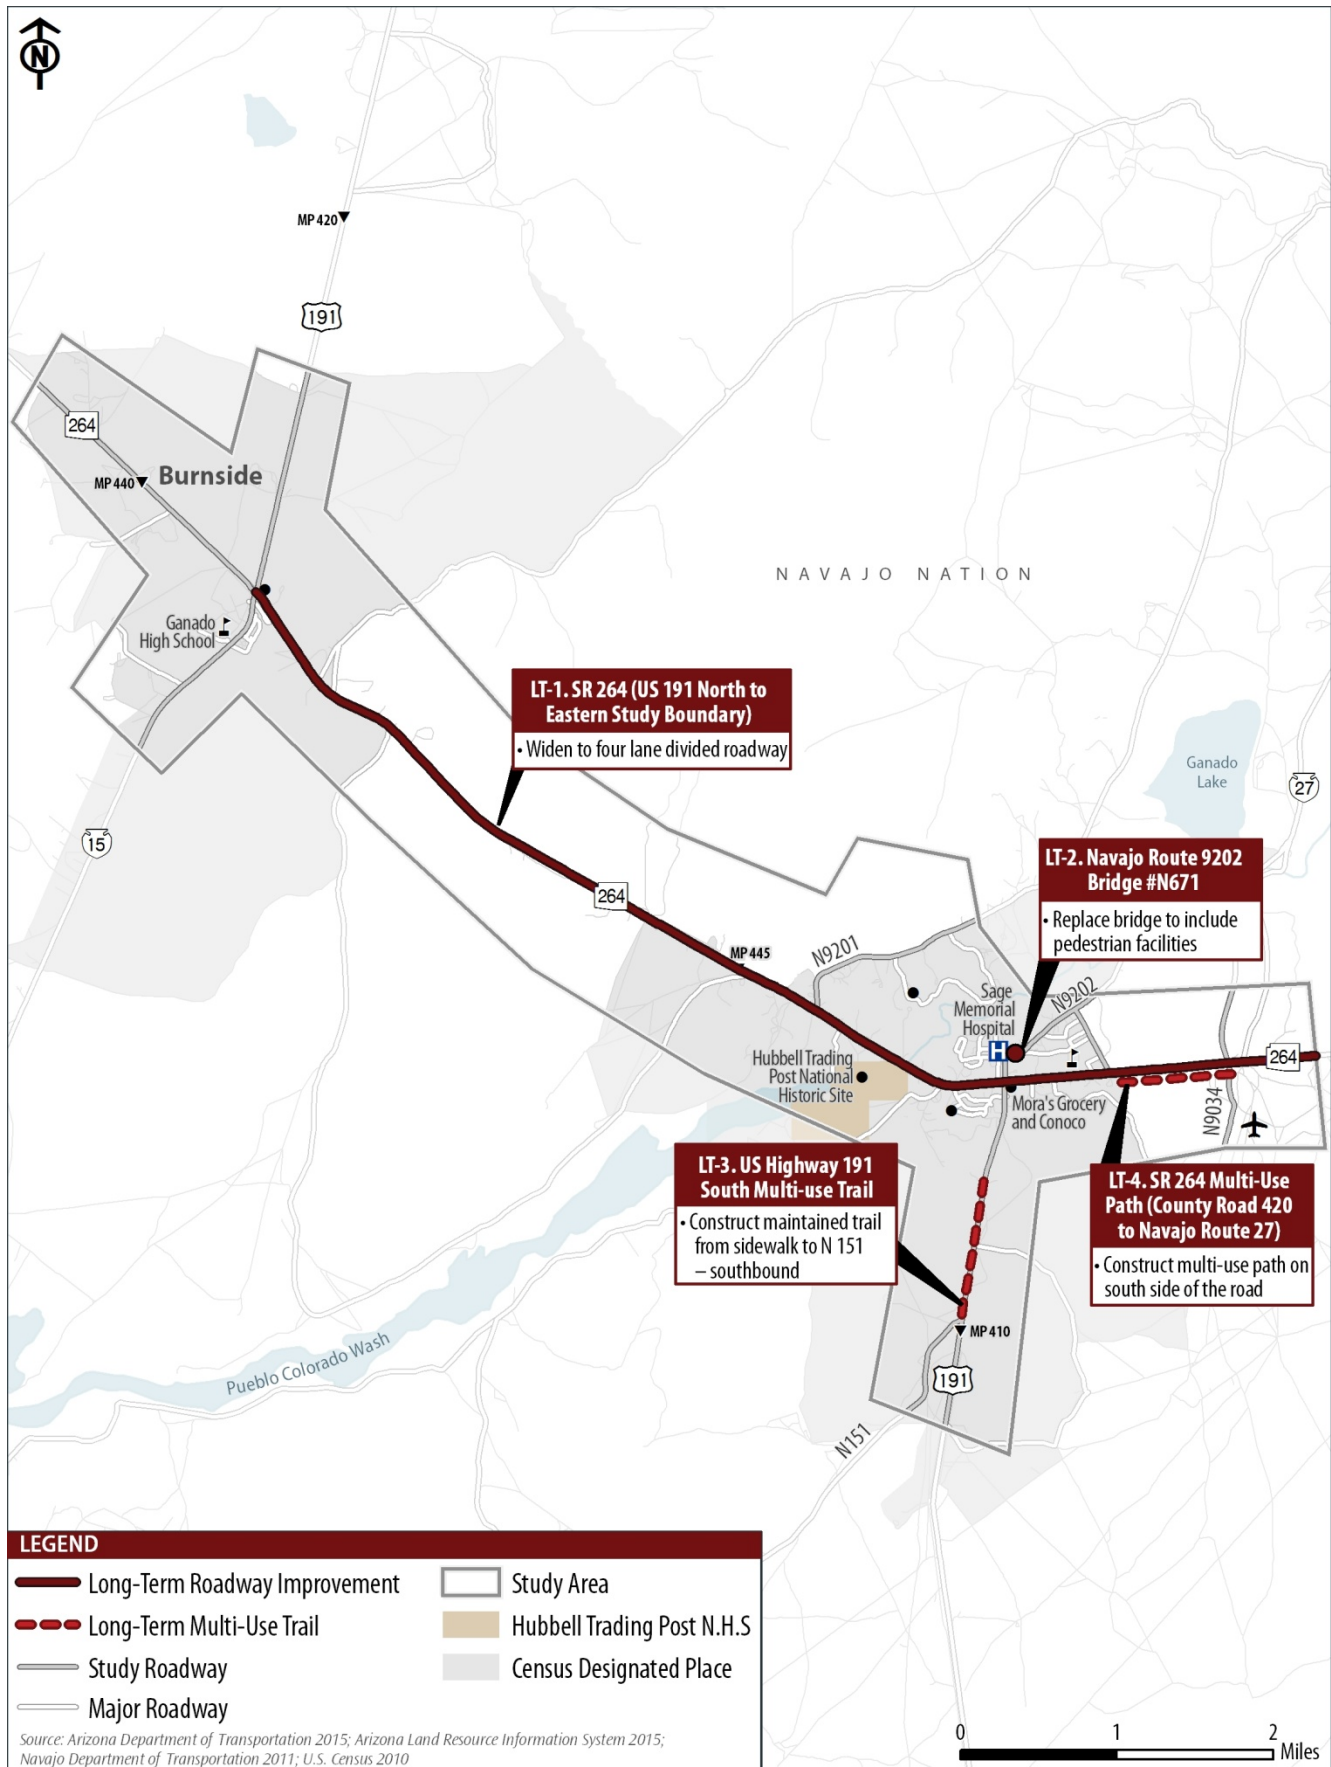 N
MP 420
191
264
MP 440
Burnside
NAVAJO NATION
Ganado
High School
LT-1. SR 264 (US 191 North to
Eastern Study Boundary)
• Widen to four lane divided roadway
Ganado
Lake
27
15
LT-2. Navajo Route 9202
Bridge #N671
• Replace bridge to include
pedestrian facilities
264
N9201
MP 445
Sage
Memorial
Hospital
N9202
H
Hubbell Trading
Post National
Historic Site
264
Mora's Grocery
and Conoco
N9034
LT-3. US Highway 191
South Multi-use Trail
• Construct maintained trail
from sidewalk to N 151
– southbound
LT-4. SR 264 Multi-Use
Path (County Road 420
to Navajo Route 27)
• Construct multi-use path on
south side of the road
MP 410
Pueblo Colorado Wash
191
N151
LEGEND
Long-Term Roadway Improvement
Long-Term Multi-Use Trail
Study Roadway
Major Roadway
Study Area
Hubbell Trading Post N.H.S
Census Designated Place
Source: Arizona Department of Transportation 2015; Arizona Land Resource Information System 2015;
Navajo Department of Transportation 2011; U.S. Census 2010
0 1 2
Miles